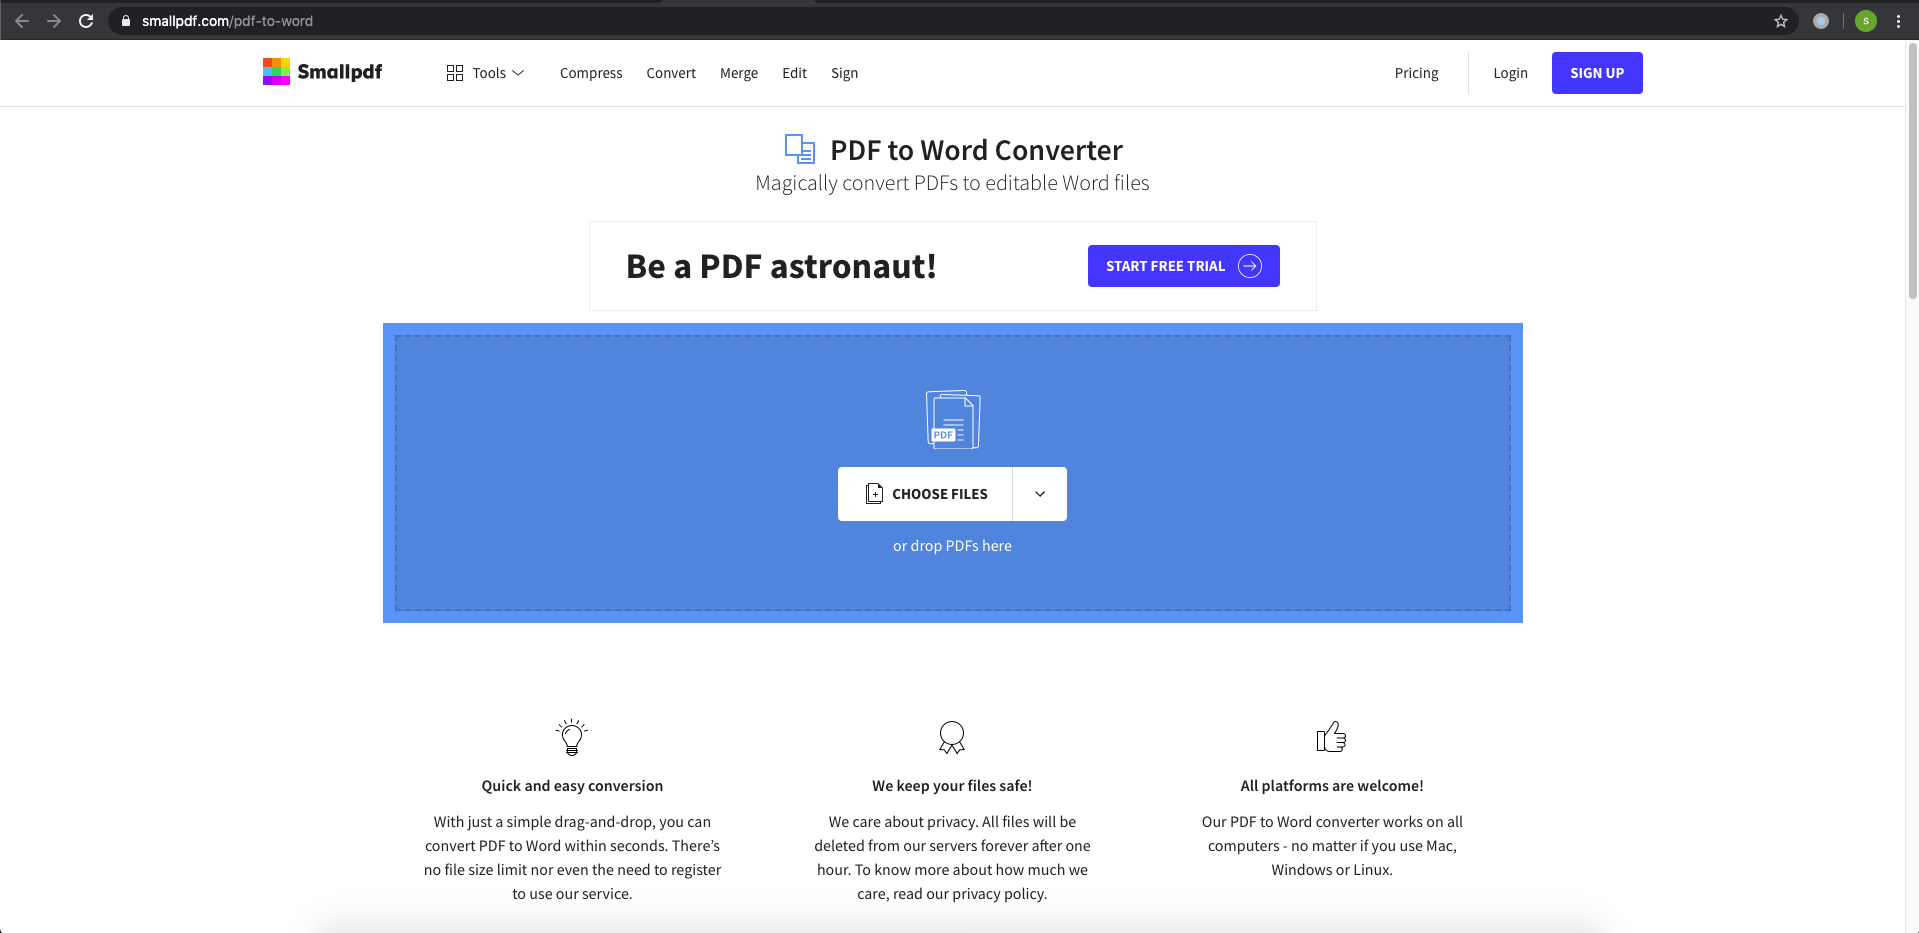 smallpdf.com/pdf-to-word
S
Smallpdf
Tools
Compress
Convert
Merge
Edit
Sign
Pricing
Login
SIGN UP
PDF to Word Converter
Magically convert PDFs to editable Word files
Be a PDF astronaut!
START FREE TRIAL
PDF
CHOOSE FILES
or drop PDFs here
Quick and easy conversion
With just a simple drag-and-drop, you can
convert PDF to Word within seconds. There’s
no file size limit nor even the need to register
to use our service.
We keep your files safe!
We care about privacy. All files will be
deleted from our servers forever after one
hour. To know more about how much we
care, read our privacy policy.
All platforms are welcome!
Our PDF to Word converter works on all
computers - no matter if you use Mac,
Windows or Linux.